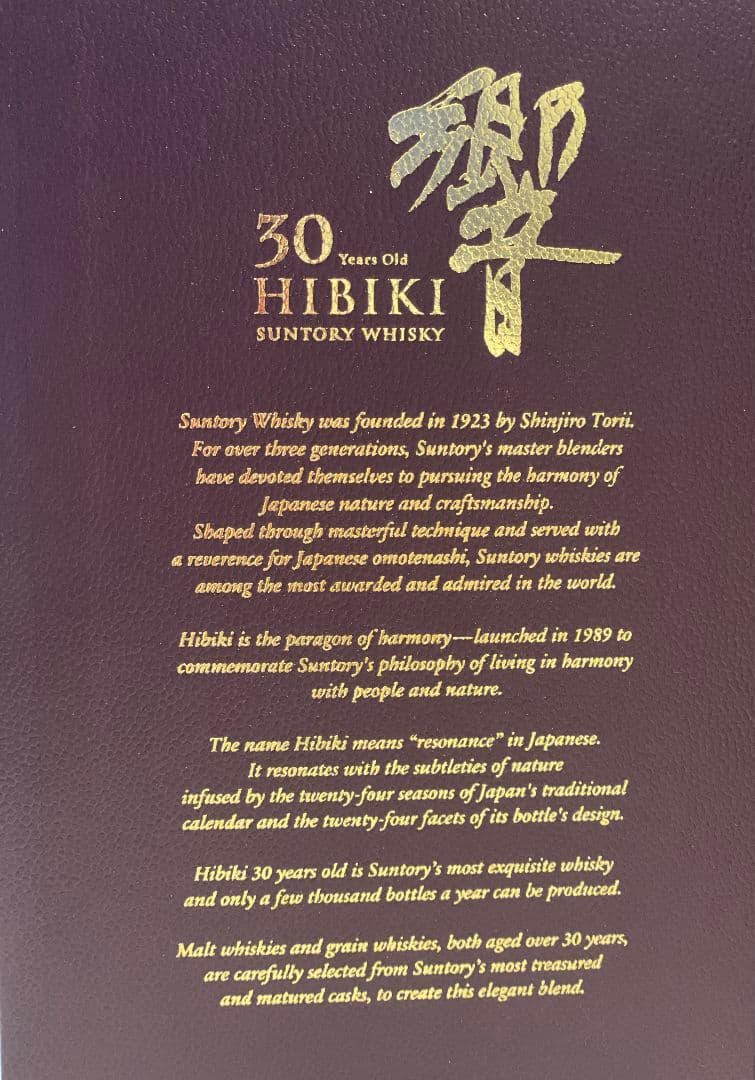 響
30 Years Old
HIBIKI
SUNTORY WHISKY
Suntory Whisky was founded in 1923 by Shinjiro Torii.
For over three generations, Suntory's master blenders
have devoted themselves to pursuing the harmony of
Japanese nature and craftsmanship.
Shaped through masterful technique and served with
a reverence for Japanese omotenashi, Suntory whiskies are
among the most awarded and admired in the world.
Hibiki is the paragon of harmony—launched in 1989 to
commemorate Suntory's philosophy of living in harmony
with people and nature.
The name Hibiki means “resonance” in Japanese.
It resonates with the subtleties of nature
infused by the twenty-four seasons of Japan's traditional
calendar and the twenty-four facets of its bottle's design.
Hibiki 30 years old is Suntory's most exquisite whisky
and only a few thousand bottles a year can be produced.
Malt whiskies and grain whiskies, both aged over 30 years,
are carefully selected from Suntory's most treasured
and matured casks, to create this elegant blend.